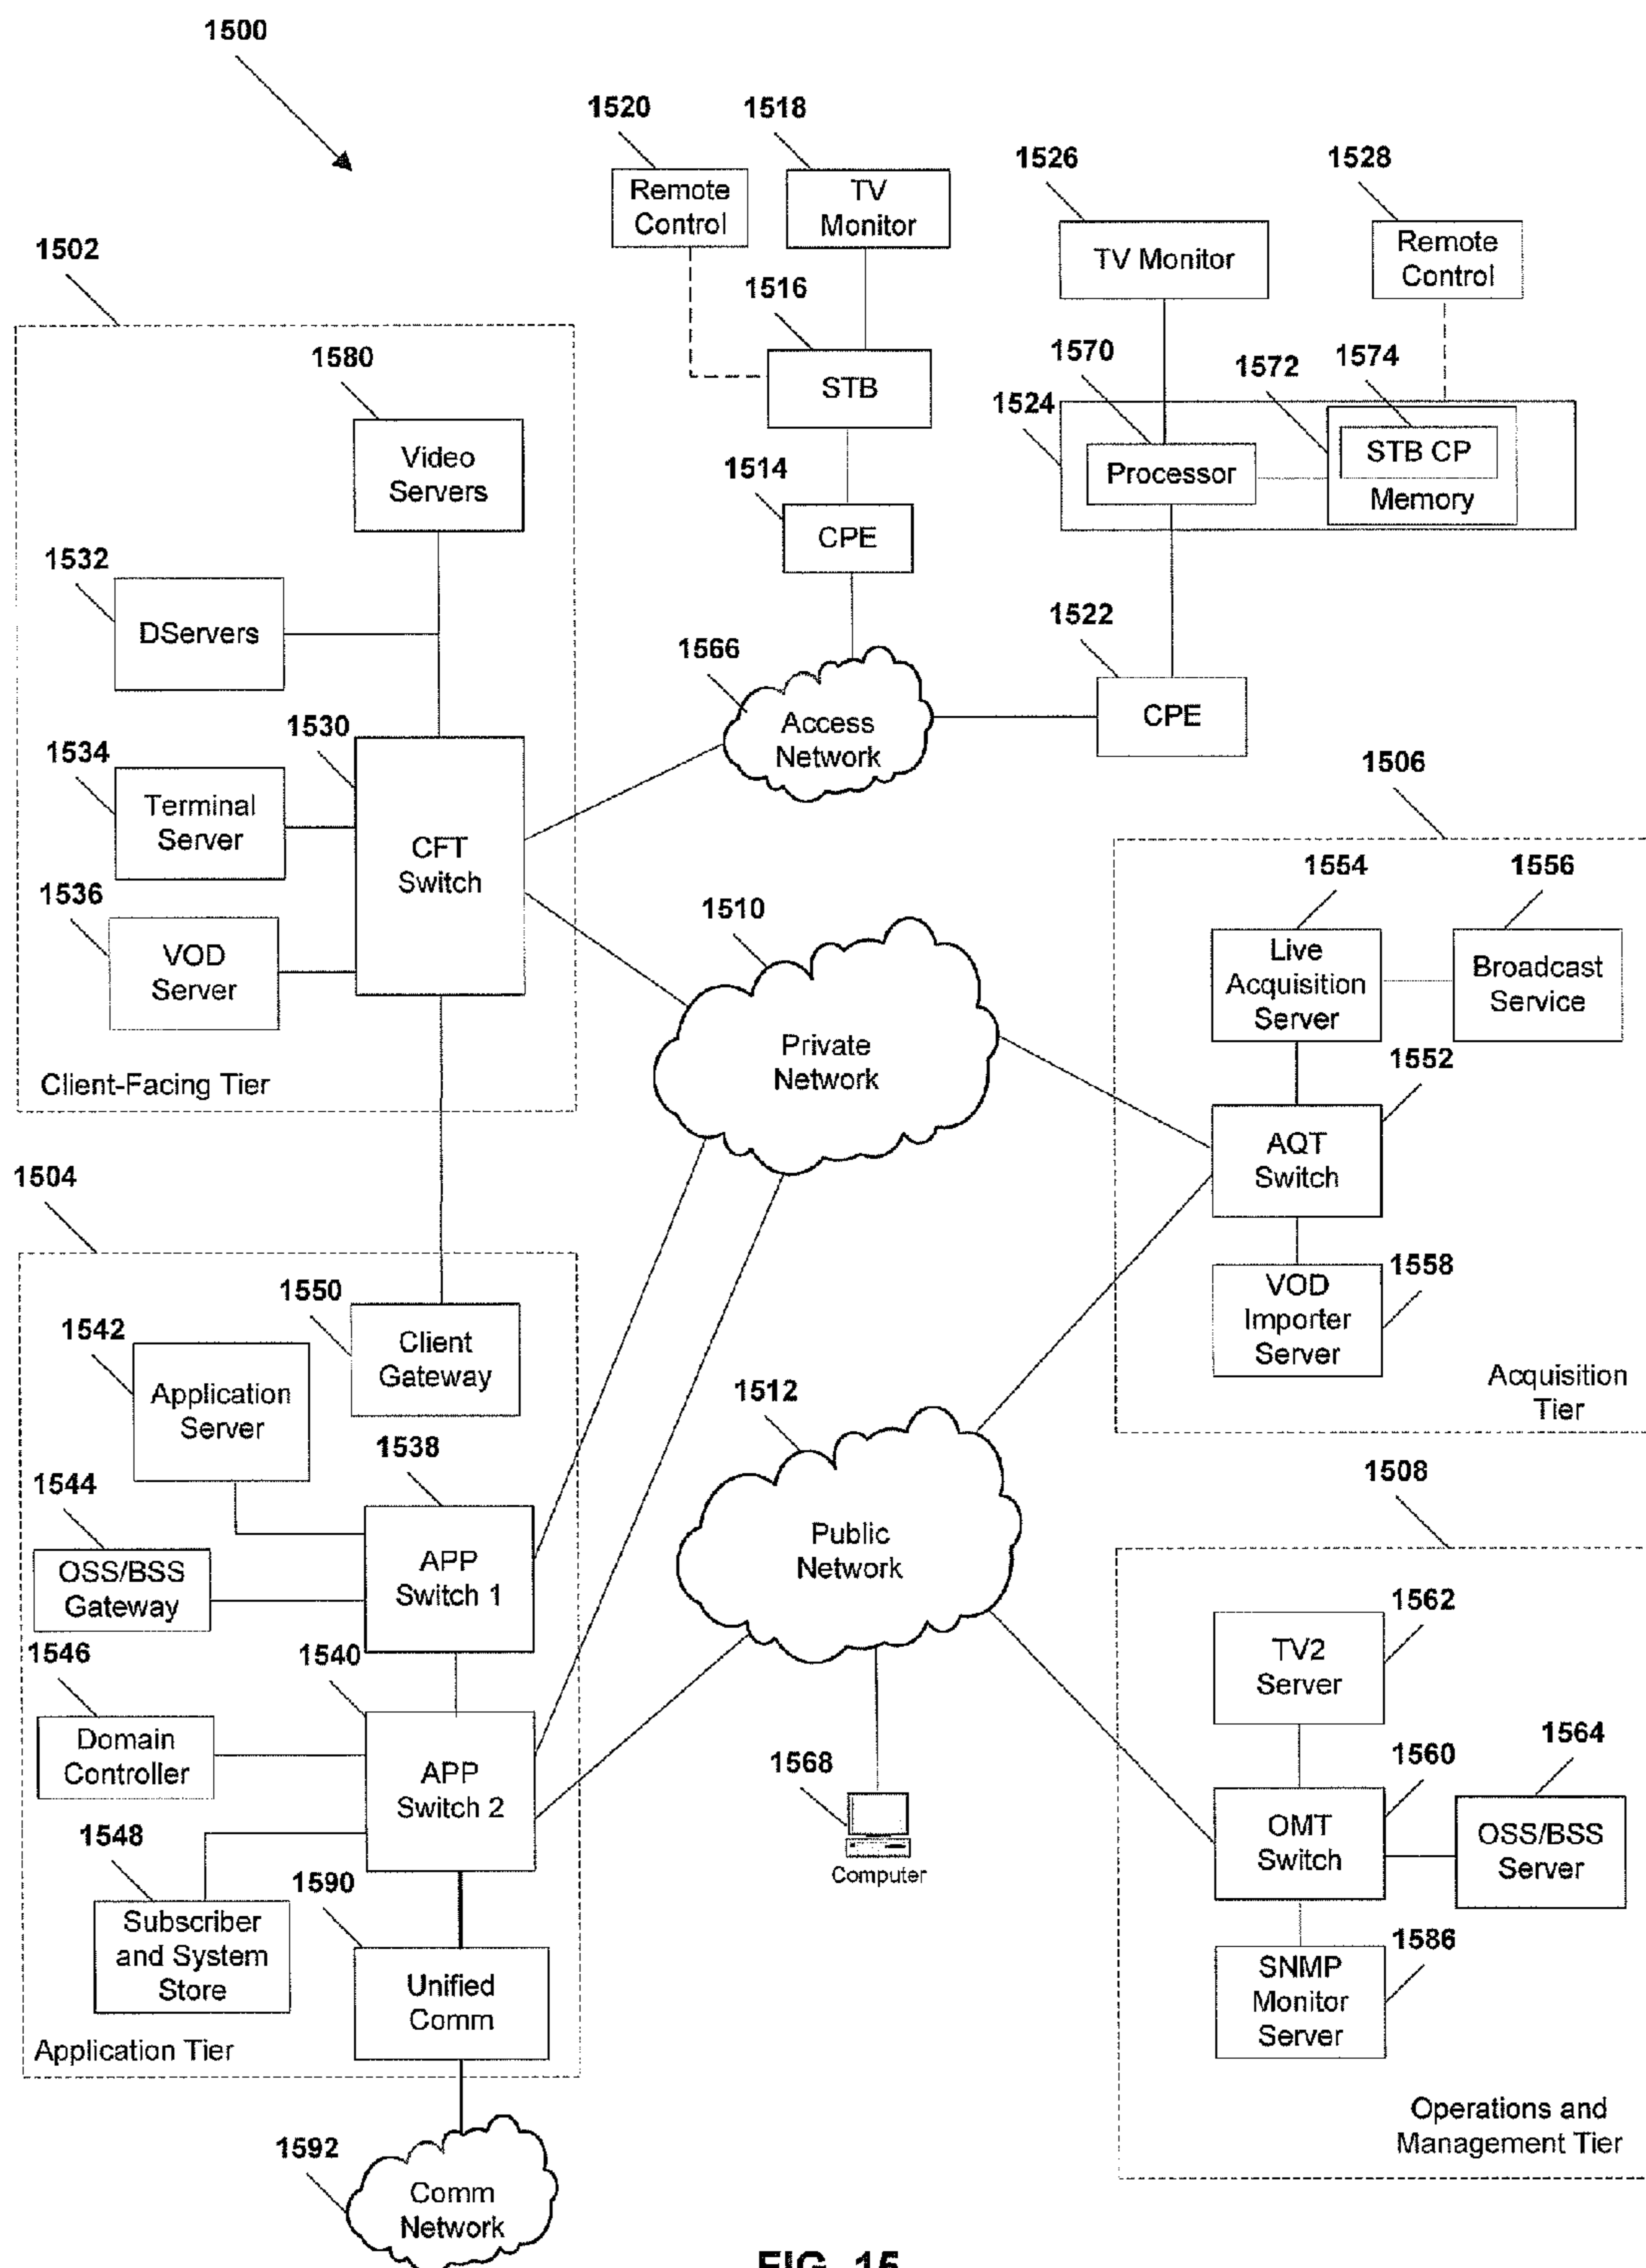 1500
1520
1518
Remote
Control
TV
Monitor
1526
1528
TV Monitor
Remote
Control
1516
STB
1514
CPE
1570
1572
1574
1524
Processor
STB CP
Memory
1522
CPE
1566
Access
Network
1502
1580
Video
Servers
1532
DServers
1530
1534
Terminal
Server
CFT
Switch
1536
VOD
Server
Client-Facing Tier
1510
Private
Network
1506
1554
1556
Live
Acquisition
Server
Broadcast
Service
1552
AQT
Switch
1558
VOD
Importer
Server
Acquisition
Tier
1504
1550
Client
Gateway
1542
Application
Server
1538
1544
OSS/BSS
Gateway
APP
Switch 1
1546
1540
Domain
Controller
APP
Switch 2
1548
Subscriber
and System
Store
1590
Unified
Comm
Application Tier
1592
Comm
Network
1512
Public
Network
1568
Computer
1508
1562
TV2
Server
1560
1564
OMT
Switch
OSS/BSS
Server
1586
SNMP
Monitor
Server
Operations and
Management Tier
FIG. 15